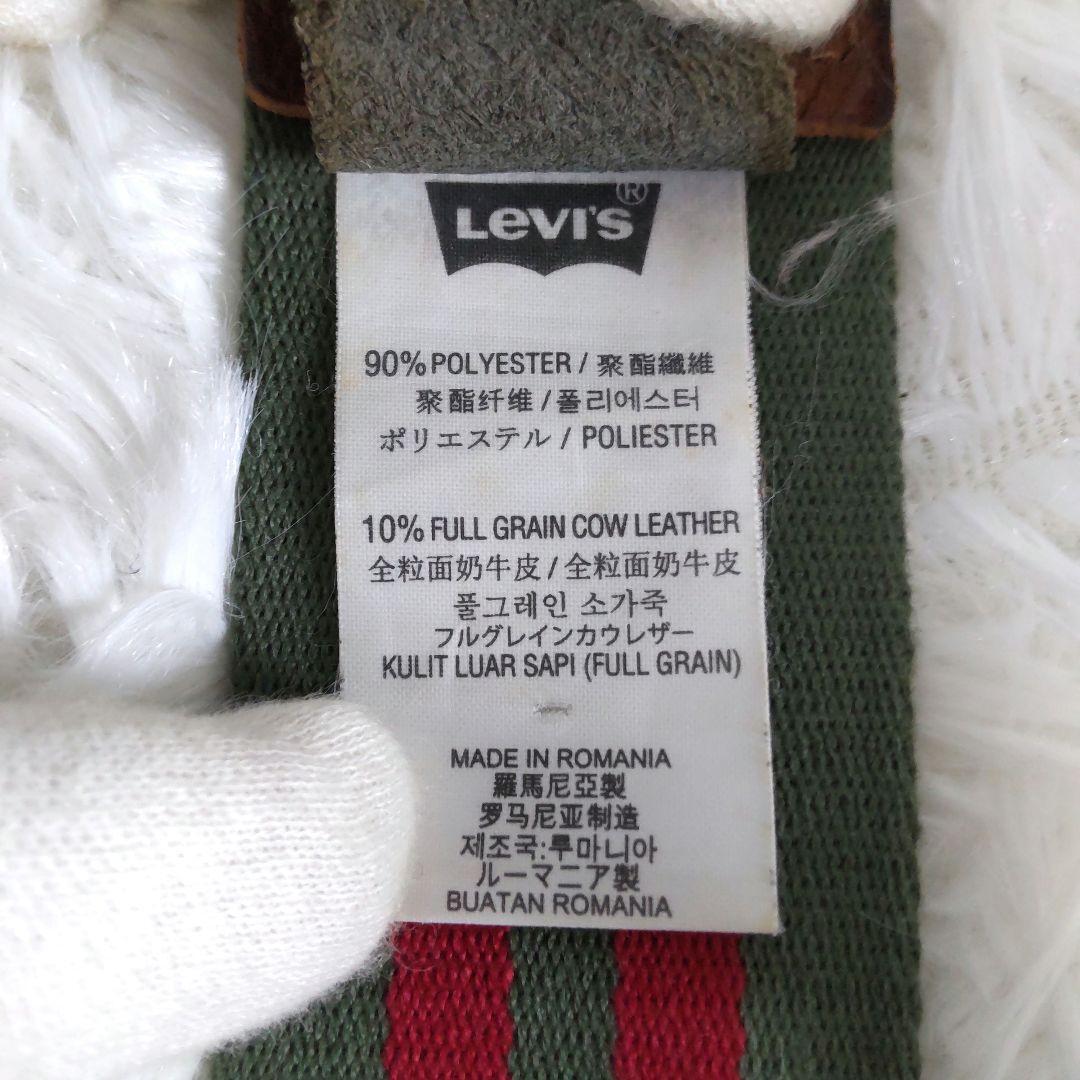 LEVI'S®
90% POLYESTER / 聚酯纖維
聚酯纤维 / 폴리에스터
ポリエステル / POLIESTER
10% FULL GRAIN COW LEATHER
全粒面奶牛皮 / 全粒面奶牛皮
풀그레인 소가죽
フルグレインカウレザー
KULIT LUAR SAPI (FULL GRAIN)
MADE IN ROMANIA
羅馬尼亞製
罗马尼亚制造
제조국:루마니아
ルーマニア製
BUATAN ROMANIA